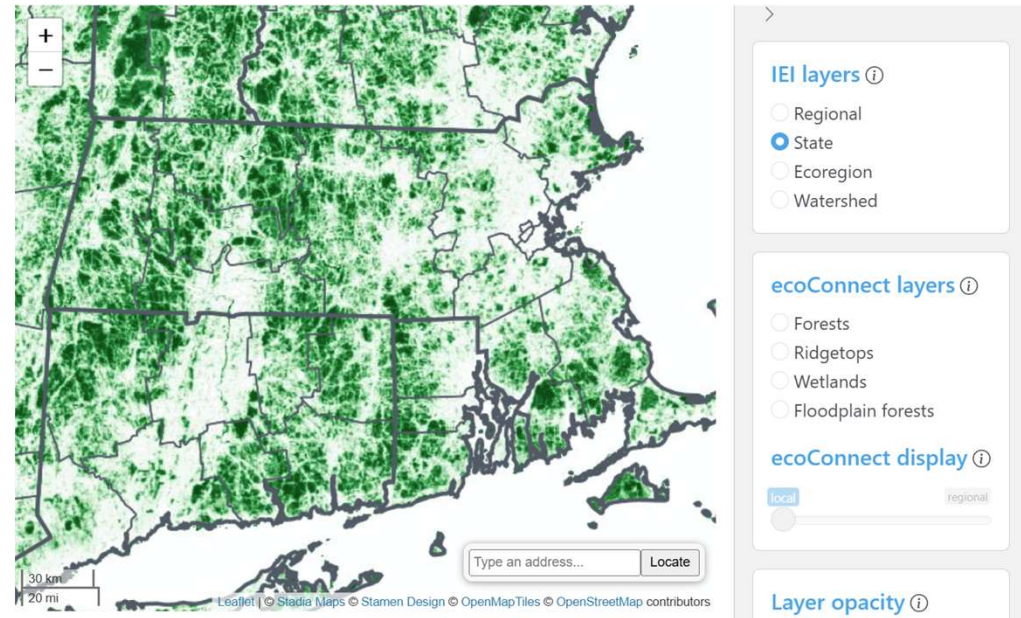 +
−
30 km
20 mi
Leaflet | © Stadia Maps © Stamen Design © OpenMapTiles © OpenStreetMap contributors
Type an address...
Locate
IEI layers
Regional
State
Ecoregion
Watershed
ecoConnect layers
Forests
Ridgetops
Wetlands
Floodplain forests
ecoConnect display
local
regional
Layer opacity